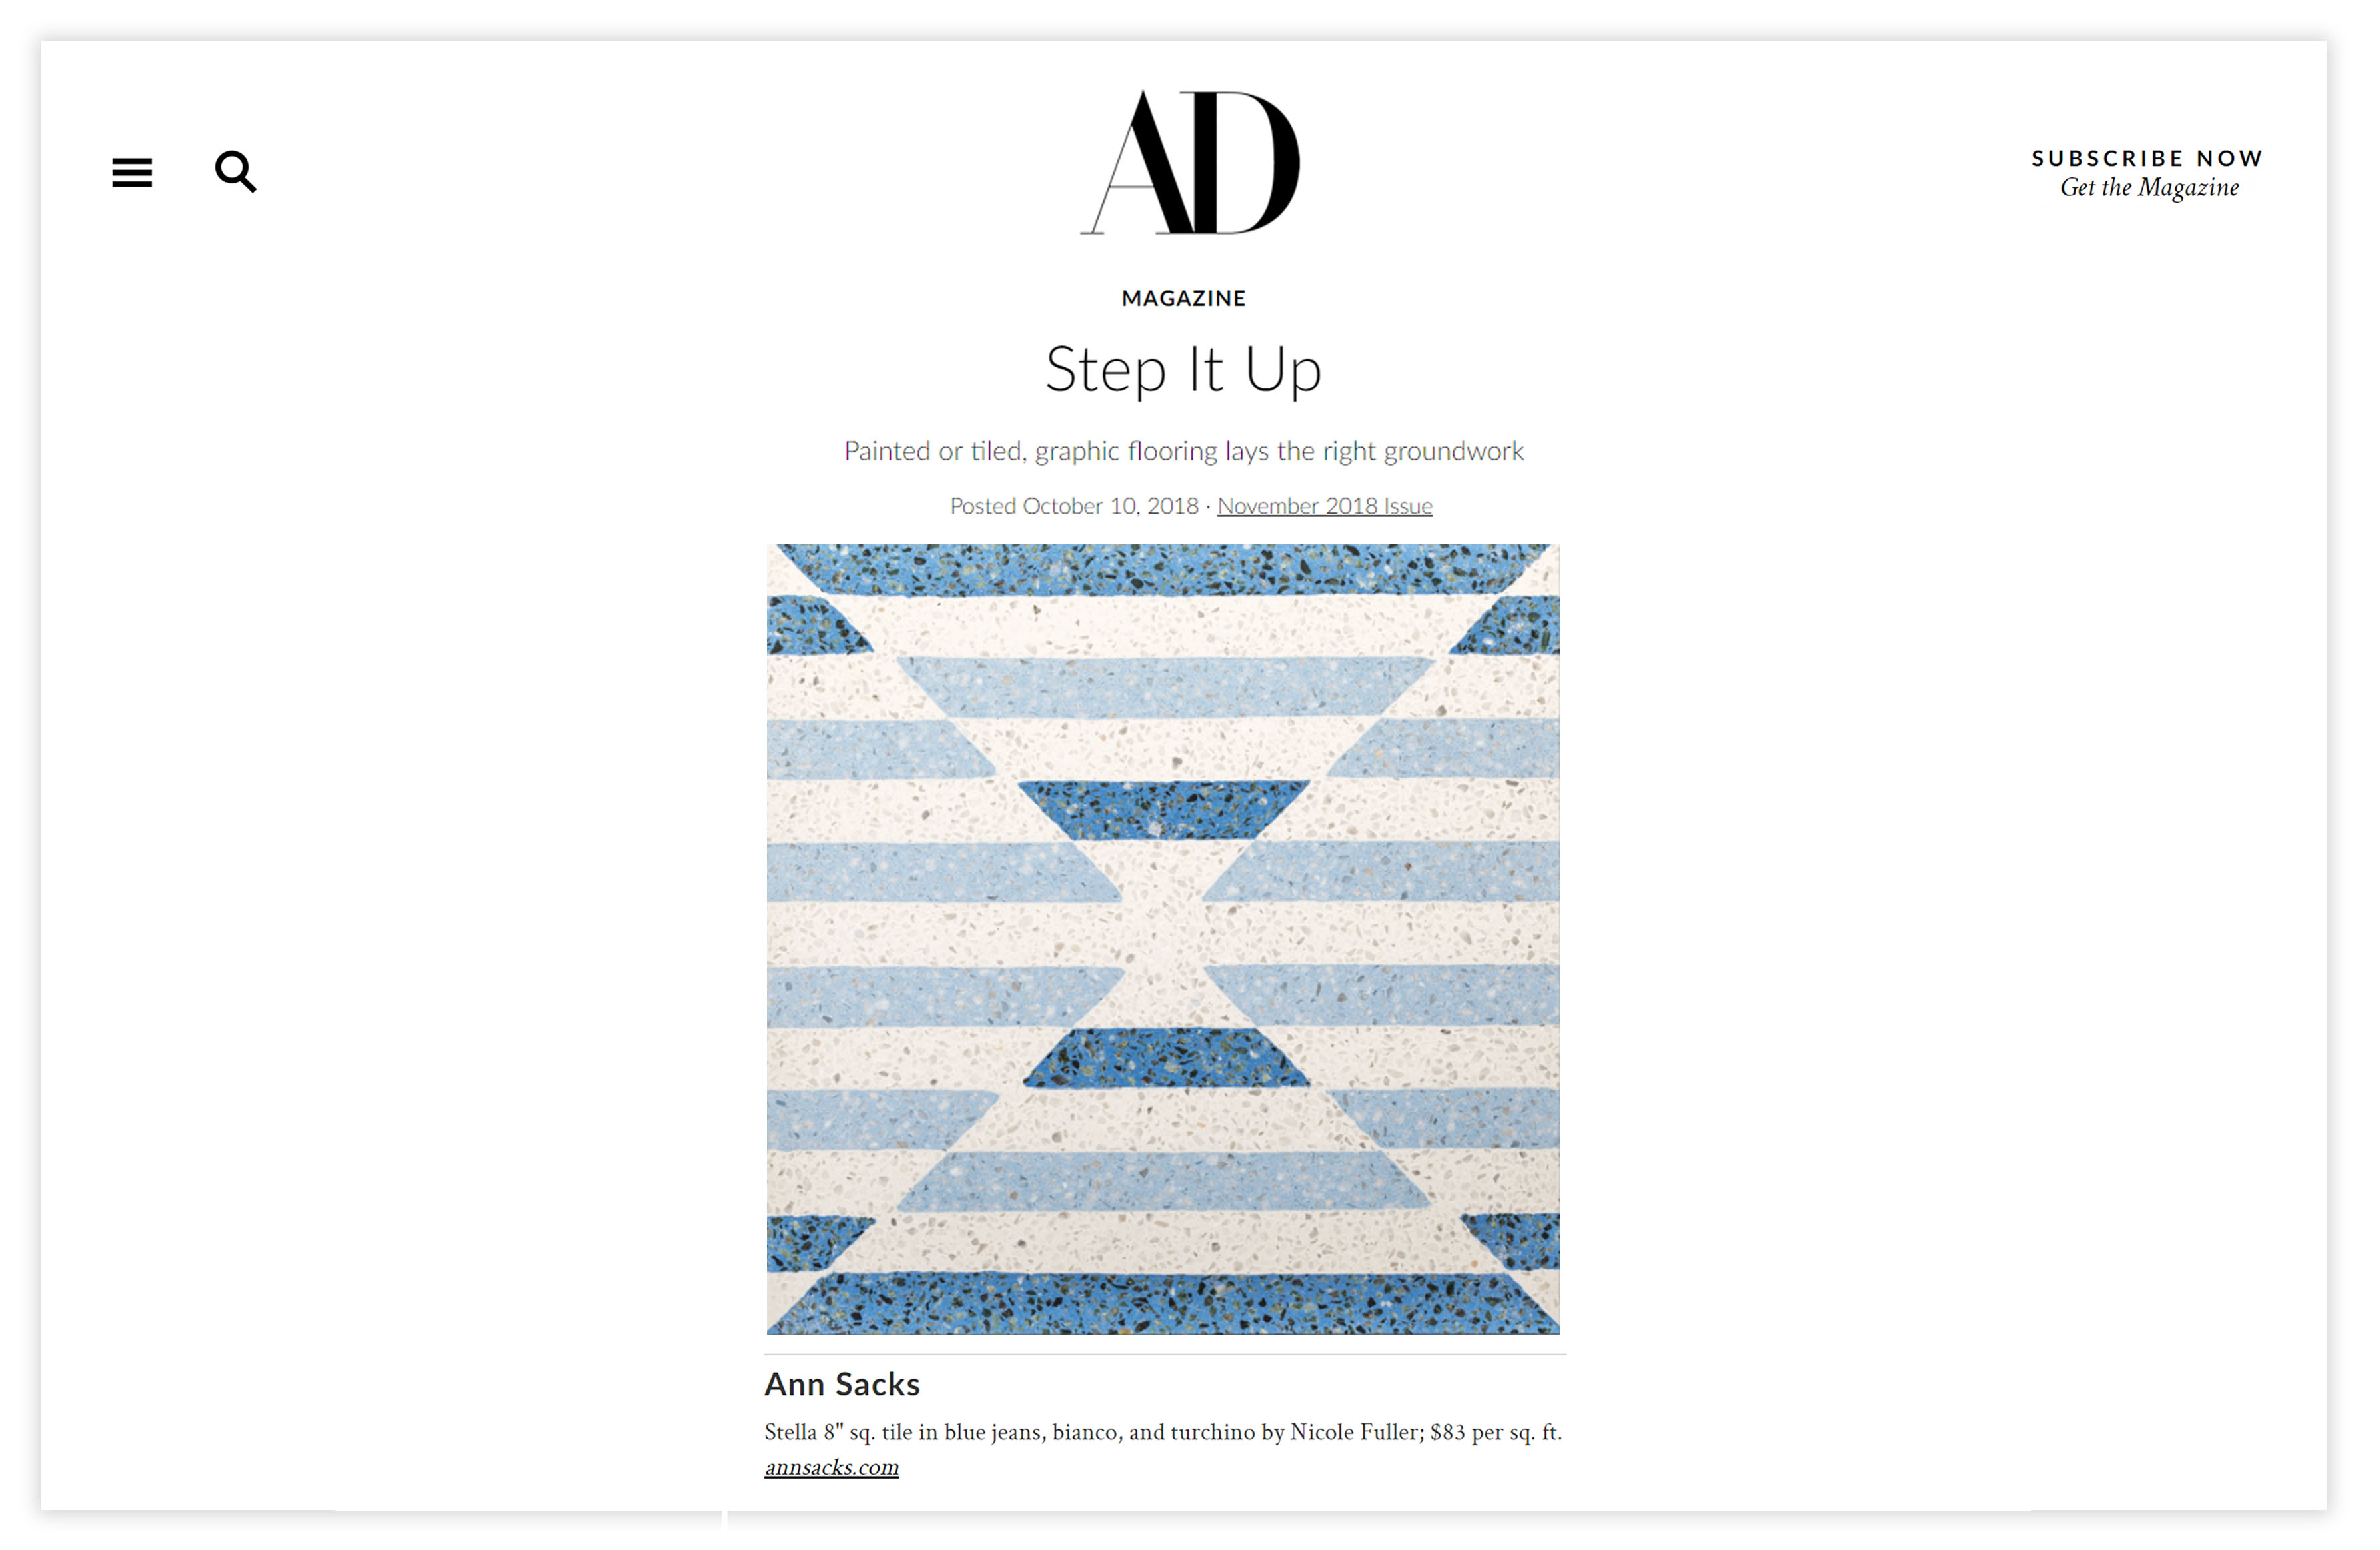 AD
SUBSCRIBE NOW
Get the Magazine
MAGAZINE
Step It Up
Painted or tiled, graphic flooring lays the right groundwork
Posted October 10, 2018 · November 2018 Issue
Ann Sacks
Stella 8" sq. tile in blue jeans, bianco, and turchino by Nicole Fuller; $83 per sq. ft.
annsacks.com